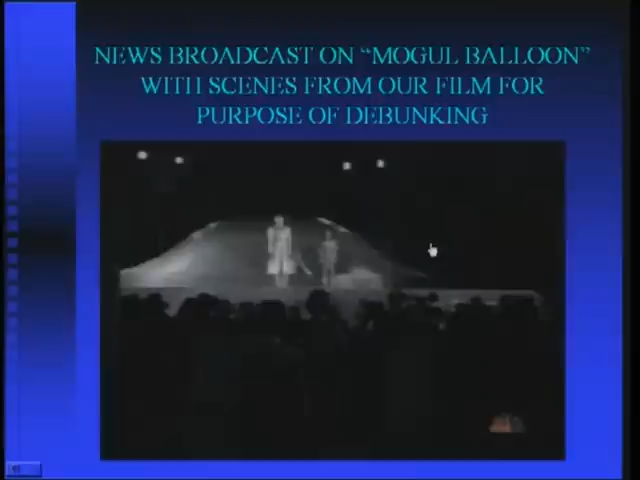 NEWS BROADCAST ON “MOGUL BALLOON”
WITH SCENES FROM OUR FILM FOR
PURPOSE OF DEBUNKING